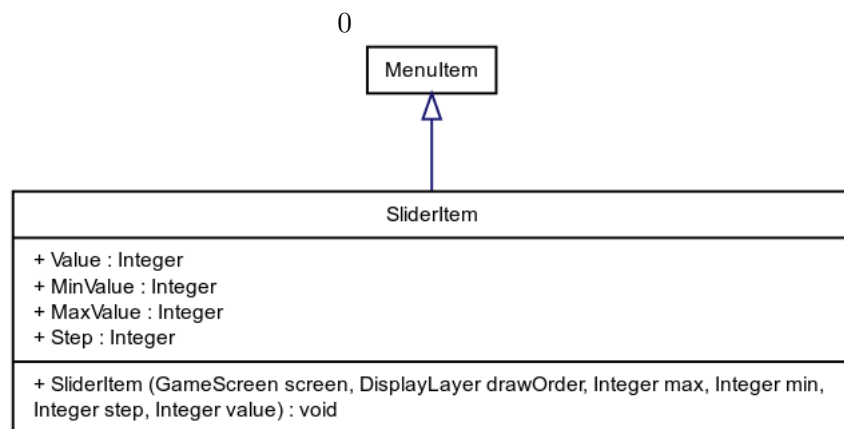 0
MenuItem
SliderItem
+ Value : Integer
+ MinValue : Integer
+ MaxValue : Integer
+ Step : Integer
+ SliderItem (GameScreen screen, DisplayLayer drawOrder, Integer max, Integer min,
Integer step, Integer value) : void